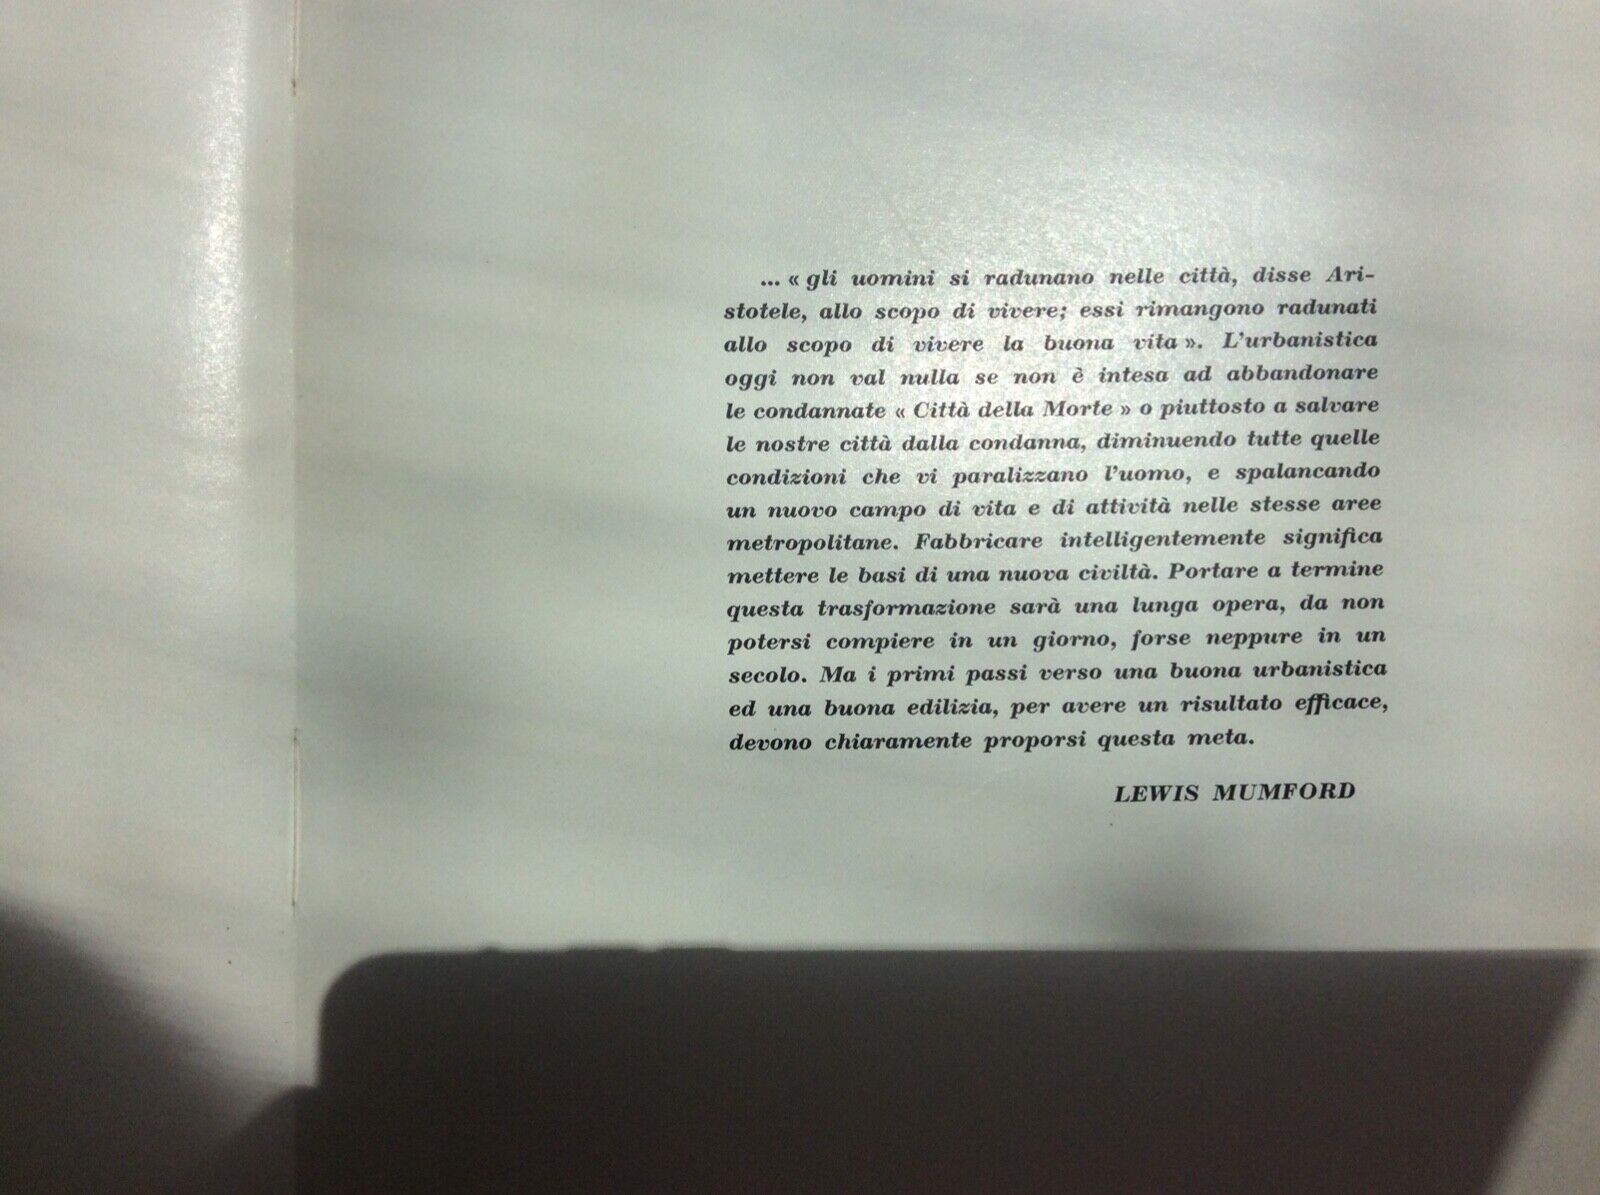 ... « gli uomini si radunano nelle città, disse Ari-
stotele, allo scopo di vivere; essi rimangono radunati
allo scopo di vivere la buona vita ». L'urbanistica
oggi non val nulla se non è intesa ad abbandonare
le condannate « Città della Morte » o piuttosto a salvare
le nostre città dalla condanna, diminuendo tutte quelle
condizioni che vi paralizzano l'uomo, e spalancando
un nuovo campo di vita e di attività nelle stesse aree
metropolitane. Fabbricare intelligentemente significa
mettere le basi di una nuova civiltà. Portare a termine
questa trasformazione sarà una lunga opera, da non
potersi compiere in un giorno, forse neppure in un
secolo. Ma i primi passi verso una buona urbanistica
ed una buona edilizia, per avere un risultato efficace,
devono chiaramente proporsi questa meta.
LEWIS MUMFORD